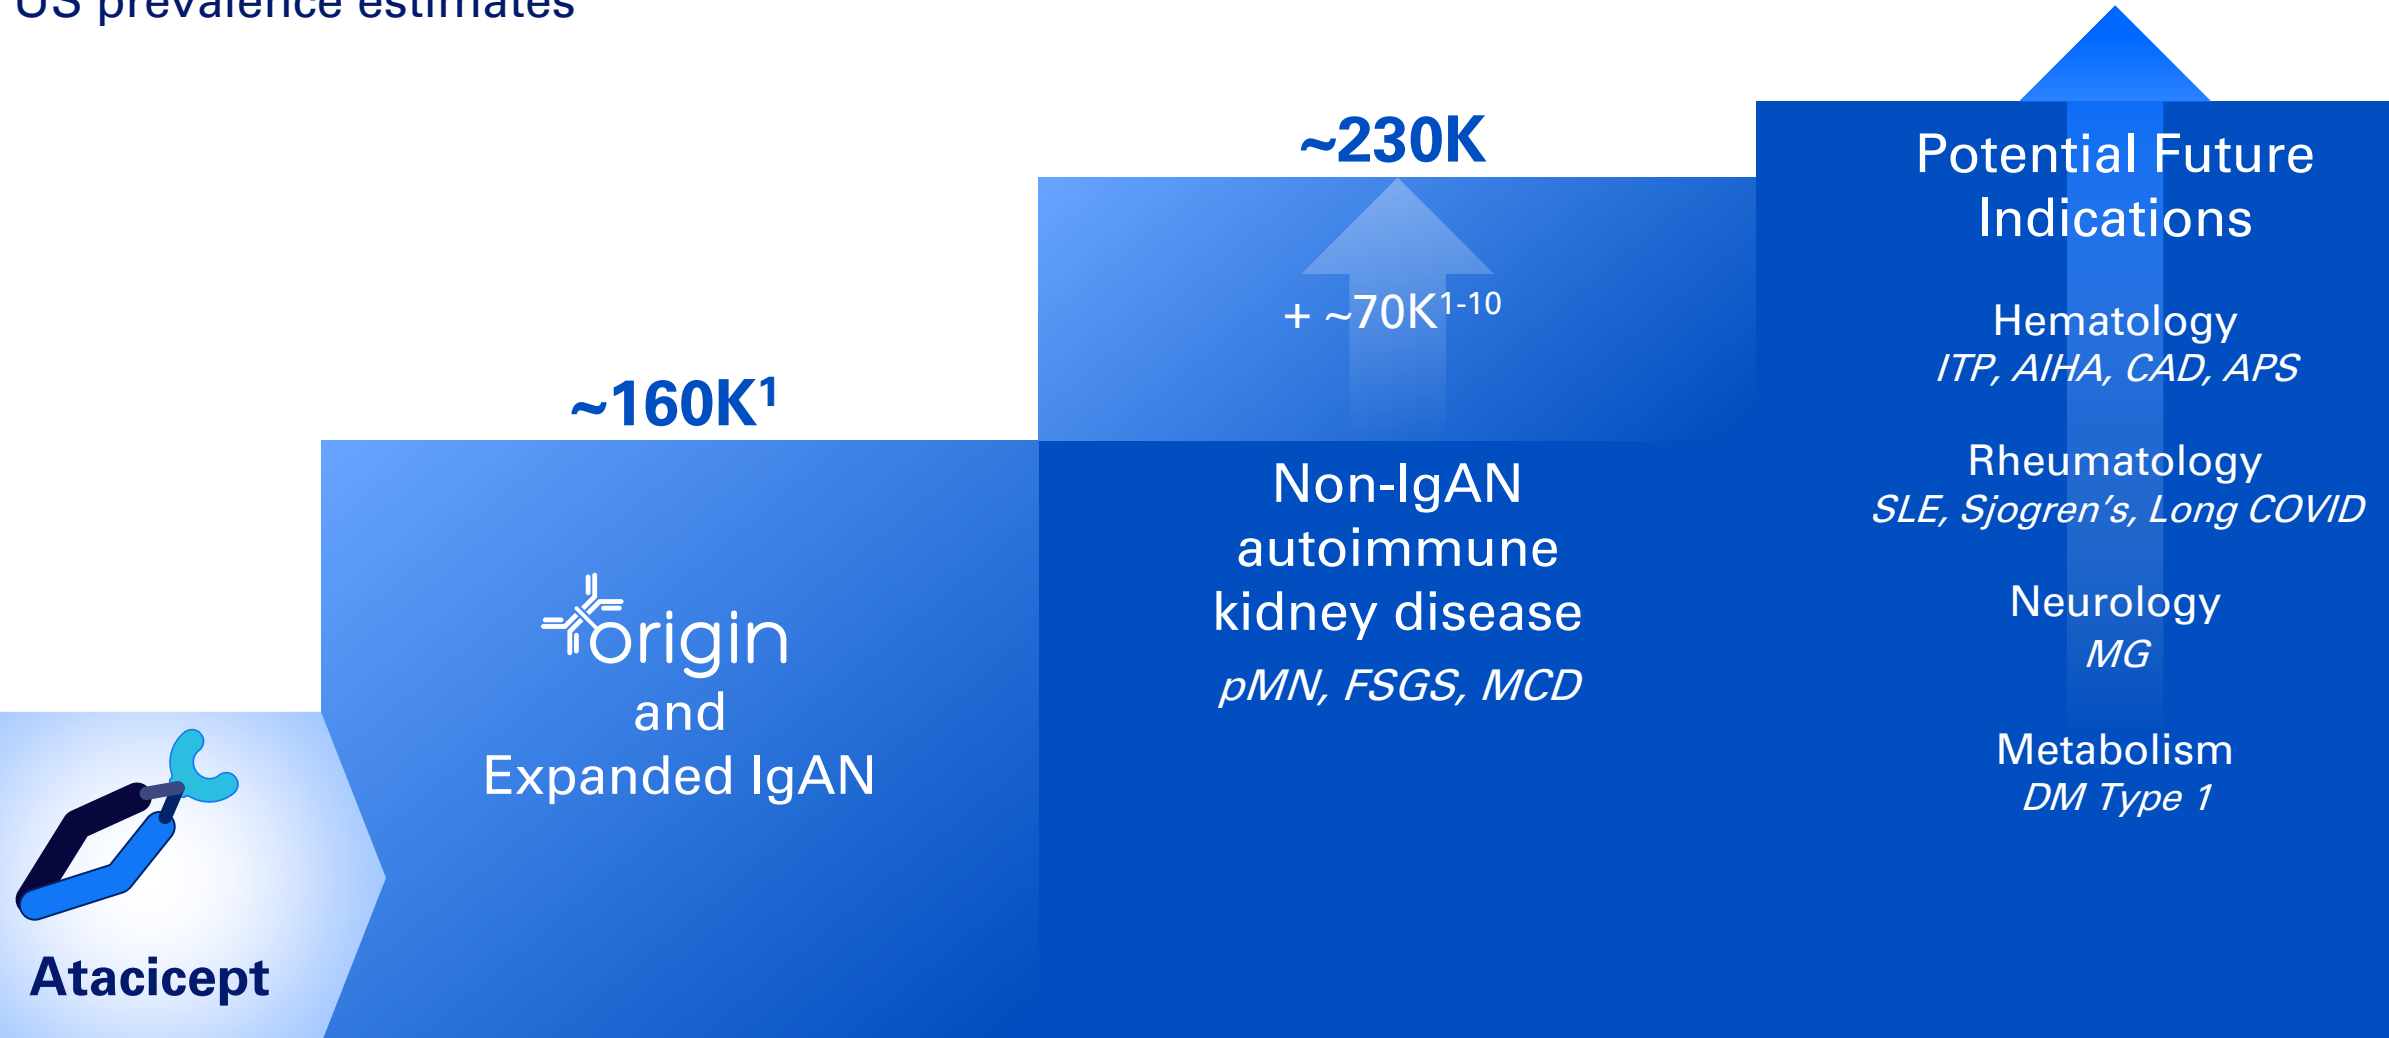 US prevalence estimates
~160K1
origin
and
Expanded IgAN
Atacicept
~230K
+ ~70K1-10
Non-IgAN
autoimmune
kidney disease
pMN, FSGS, MCD
Potential Future
Indications
Hematology
ITP, AIHA, CAD, APS
Rheumatology
SLE, Sjogren’s, Long COVID
Neurology
MG
Metabolism
DM Type 1